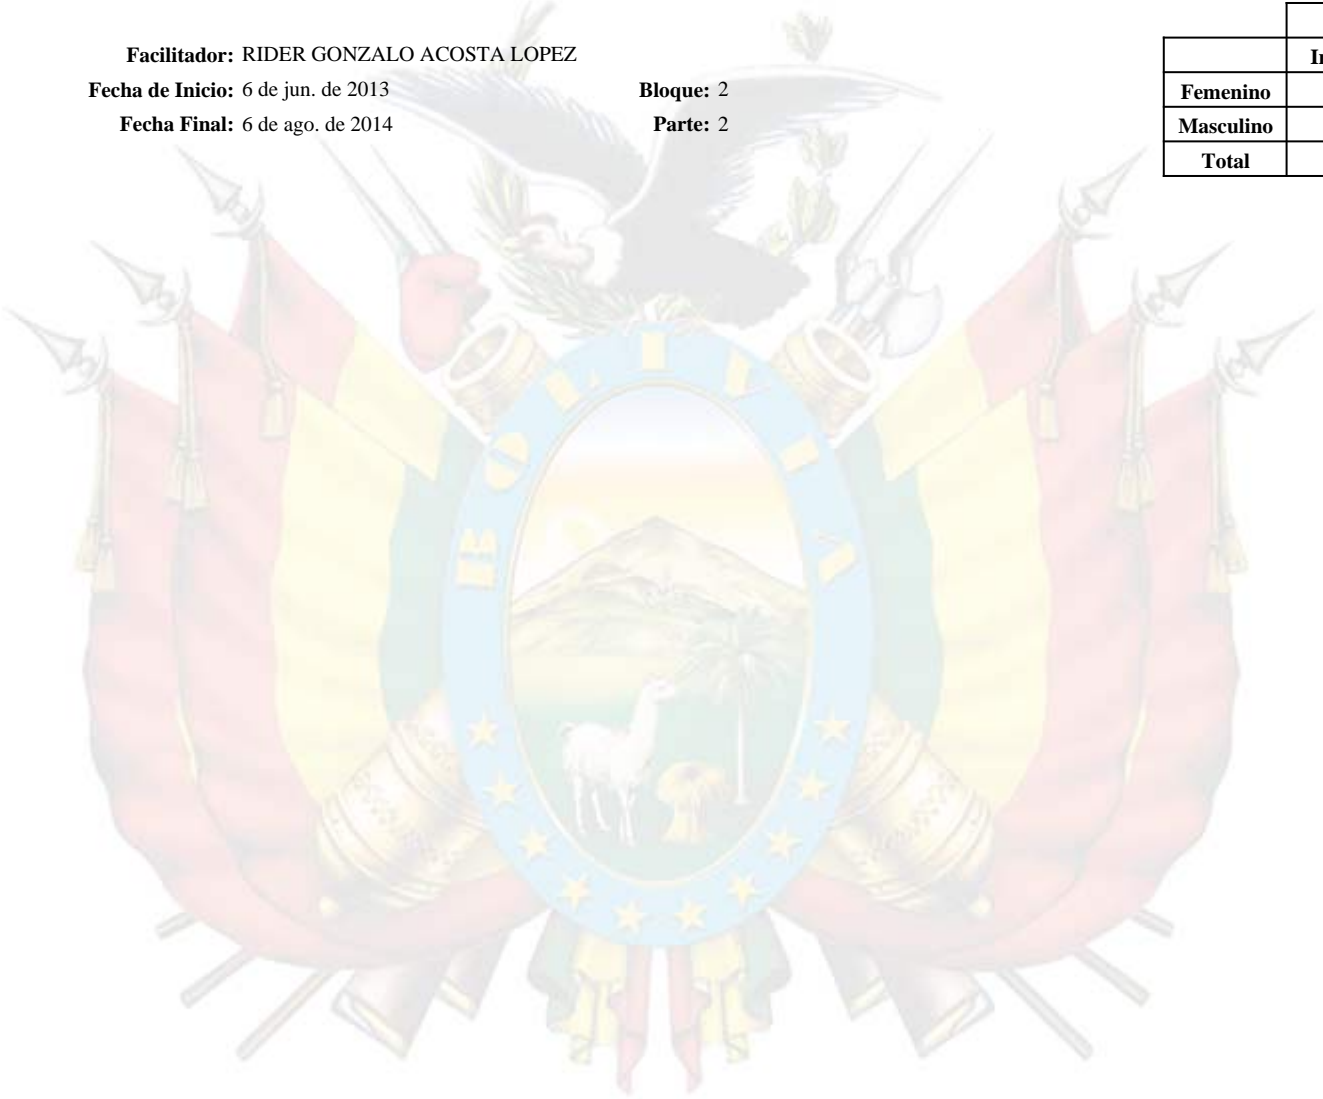 Facilitador: RIDER GONZALO ACOSTA LOPEZ
Fecha de Inicio: 6 de jun. de 2013 Bloque: 2
Fecha Final: 6 de ago. de 2014 Parte: 2
Femenino
Masculino
Total
BOLIVIA